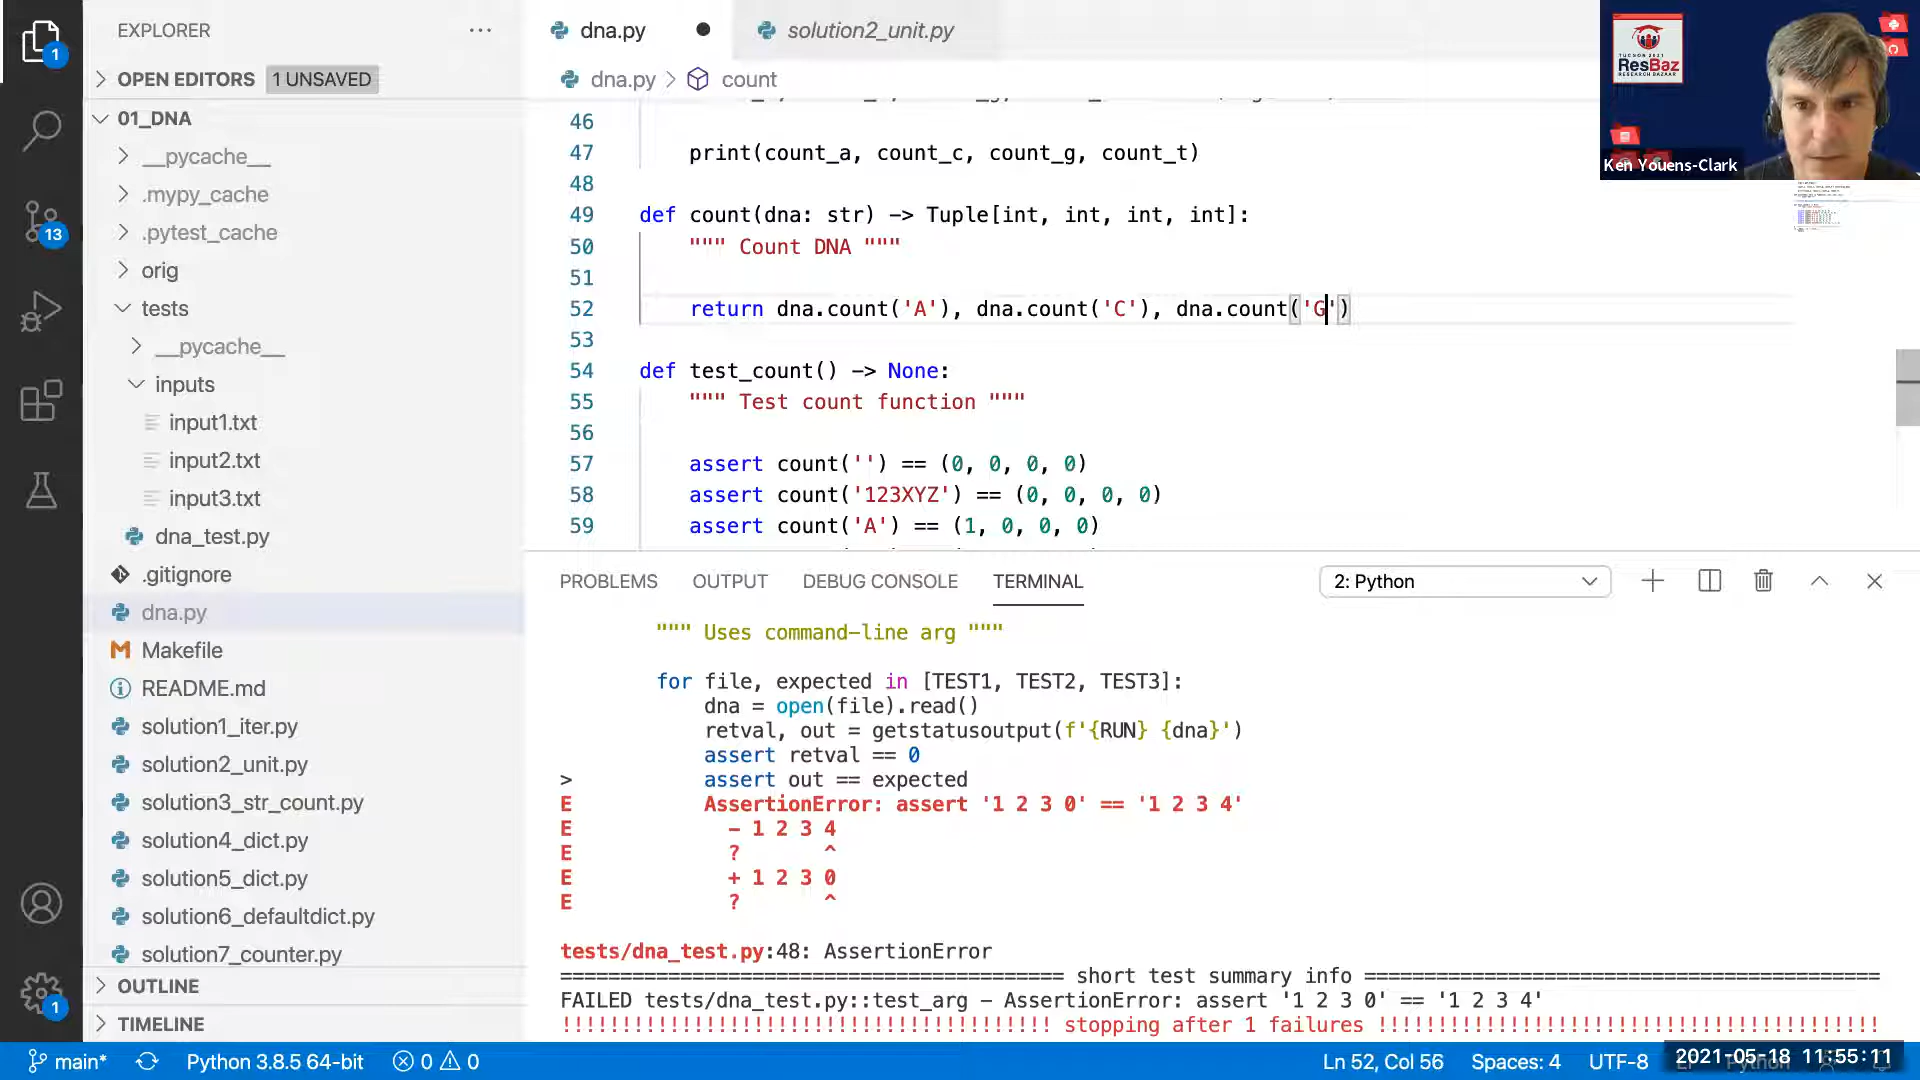 EXPLORER
OPEN EDITORS 1 UNSAVED
01_DNA
__pycache__
.mypy_cache
.pytest_cache
orig
tests
__pycache__
inputs
input1.txt
input2.txt
input3.txt
dna_test.py
.gitignore
dna.py
Makefile
README.md
solution1_iter.py
solution2_unit.py
solution3_str_count.py
solution4_dict.py
solution5_dict.py
solution6_defaultdict.py
solution7_counter.py
OUTLINE
TIMELINE
1
13
1
dna.py
solution2_unit.py
dna.py > count
46
47 print(count_a, count_c, count_g, count_t)
48
49 def count(dna: str) -> Tuple[int, int, int, int]:
50 """ Count DNA """
51
52 return dna.count('A'), dna.count('C'), dna.count('G')
53
54 def test_count() -> None:
55 """ Test count function """
56
57 assert count('') == (0, 0, 0, 0)
58 assert count('123XYZ') == (0, 0, 0, 0)
59 assert count('A') == (1, 0, 0, 0)
TUCSON 2021
ResBaz
RESEARCH BAZAAR
Ken Youens-Clark
PROBLEMS OUTPUT DEBUG CONSOLE TERMINAL 2: Python
""" Uses command-line arg """
for file, expected in [TEST1, TEST2, TEST3]:
dna = open(file).read()
retval, out = getstatusoutput(f'{RUN} {dna}')
assert retval == 0
> assert out == expected
E AssertionError: assert '1 2 3 0' == '1 2 3 4'
E - 1 2 3 4
E ? ^
E + 1 2 3 0
E ? ^
tests/dna_test.py:48: AssertionError
========================================== short test summary info ===========================================
FAILED tests/dna_test.py::test_arg - AssertionError: assert '1 2 3 0' == '1 2 3 4'
!!!!!!!!!!!!!!!!!!!!!!!!!!!!!!!!!!!!!!!!! stopping after 1 failures !!!!!!!!!!!!!!!!!!!!!!!!!!!!!!!!!!!!!!!!!!
main* Python 3.8.5 64-bit 0 0 Ln 52, Col 56 Spaces: 4 UTF-8 Python
2021-05-18 11:55:11